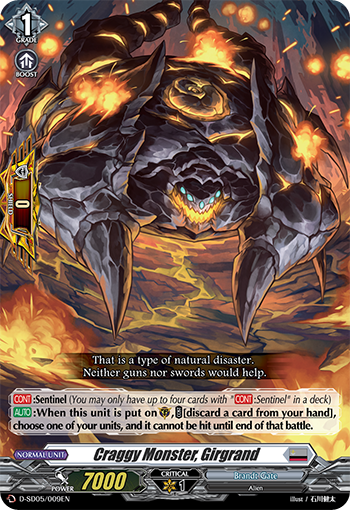 1
GRADE
BOOST
SHIELD
0
That is a type of natural disaster.
Neither guns nor swords would help.
CONT:Sentinel (You may only have up to four cards with "CONT:Sentinel" in a deck)
AUTO:When this unit is put on G, [discard a card from your hand],
choose one of your units, and it cannot be hit until end of that battle.
NORMAL UNIT
Craggy Monster, Girgrand
POWER 7000
CRITICAL
1
Brandt Gate
Alien
D-SD05/009EN
illust / 石川健太